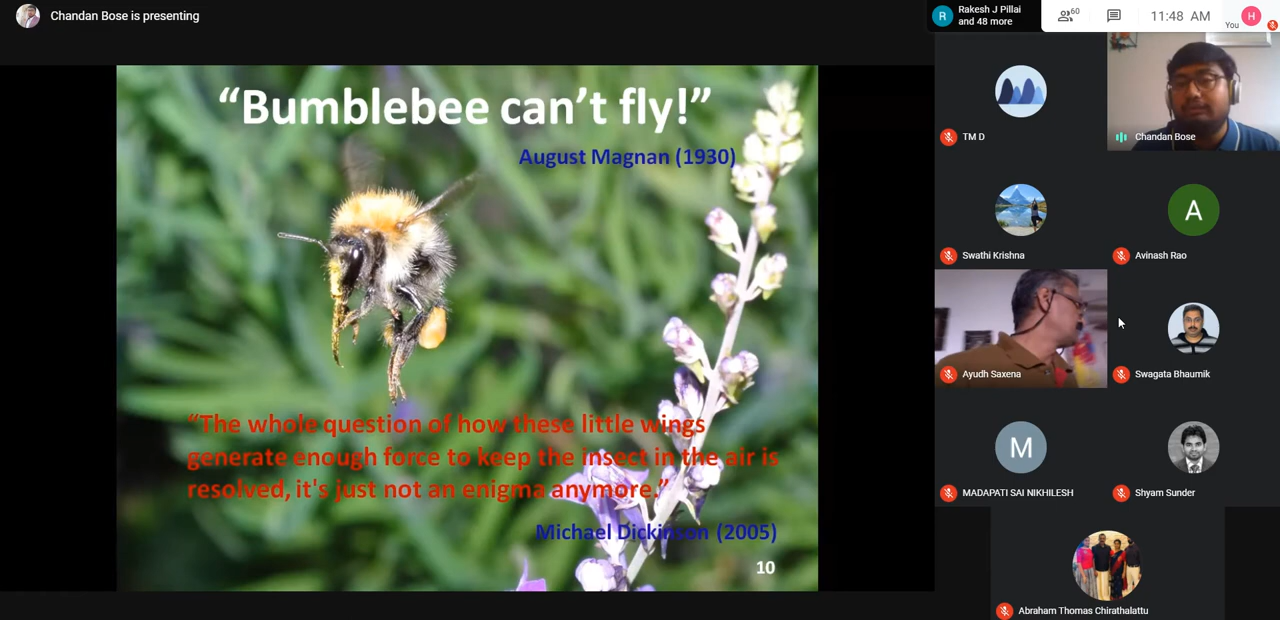 Chandan Bose is presenting
R
Rakesh J Pillai
and 48 more
60
11:48 AM
You
H
“Bumblebee can’t fly!”
August Magnan (1930)
“The whole question of how these little wings
generate enough force to keep the insect in the air is
resolved, it's just not an enigma anymore.”
Michael Dickinson (2005)
10
TM D
Chandan Bose
Swathi Krishna
A
Avinash Rao
Ayudh Saxena
Swagata Bhaumik
M
MADAPATI SAI NIKHILESH
Shyam Sunder
Abraham Thomas Chirathalattu